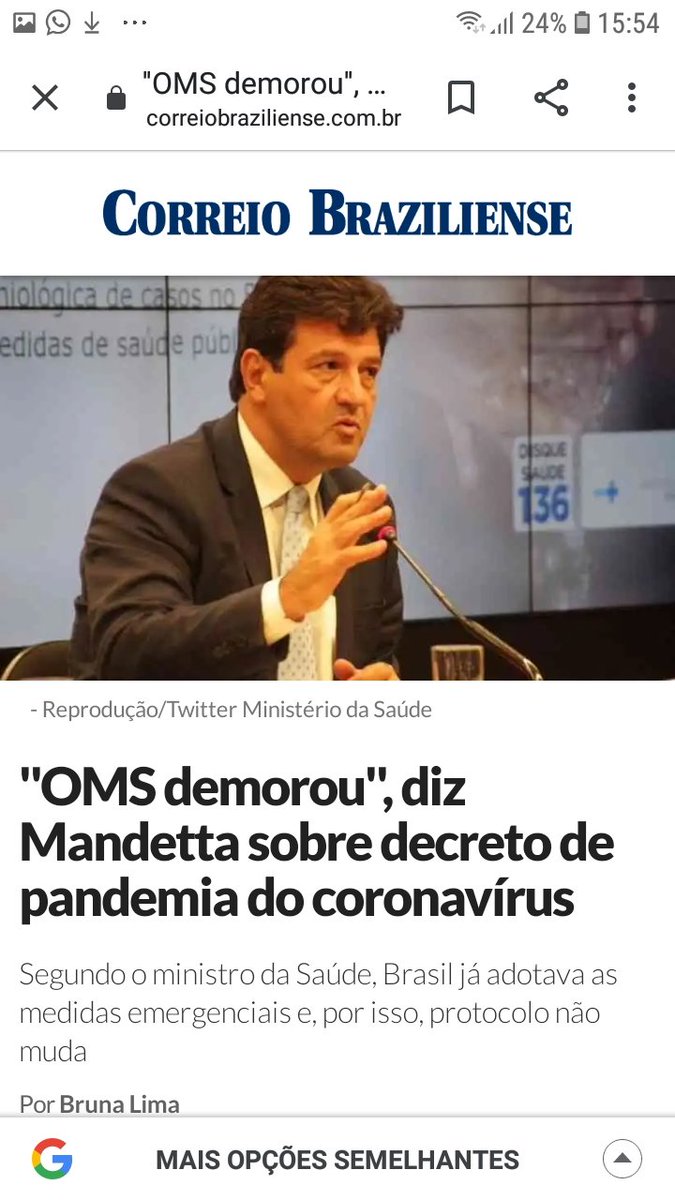 24% 15:54
"OMS demorou", ...
correiobraziliense.com.br
CORREIO BRAZILIENSE
niológica de casos no
edidas de saúde públ
DISQUE
SAÚDE
136
- Reprodução/Twitter Ministério da Saúde
"OMS demorou", diz
Mandetta sobre decreto de
pandemia do coronavírus
Segundo o ministro da Saúde, Brasil já adotava as
medidas emergenciais e, por isso, protocolo não
muda
Por Bruna Lima
MAIS OPÇÕES SEMELHANTES